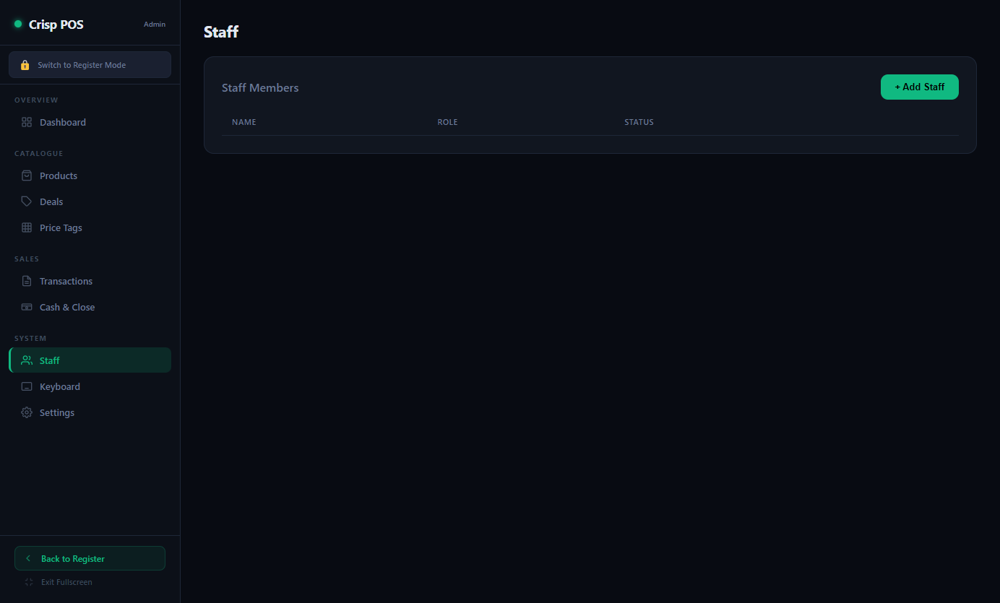 Crisp POS
Admin
Switch to Register Mode
OVERVIEW
Dashboard
CATALOGUE
Products
Deals
Price Tags
SALES
Transactions
Cash & Close
SYSTEM
Staff
Keyboard
Settings
Back to Register
Exit Fullscreen
Staff
Staff Members
+ Add Staff
NAME ROLE STATUS